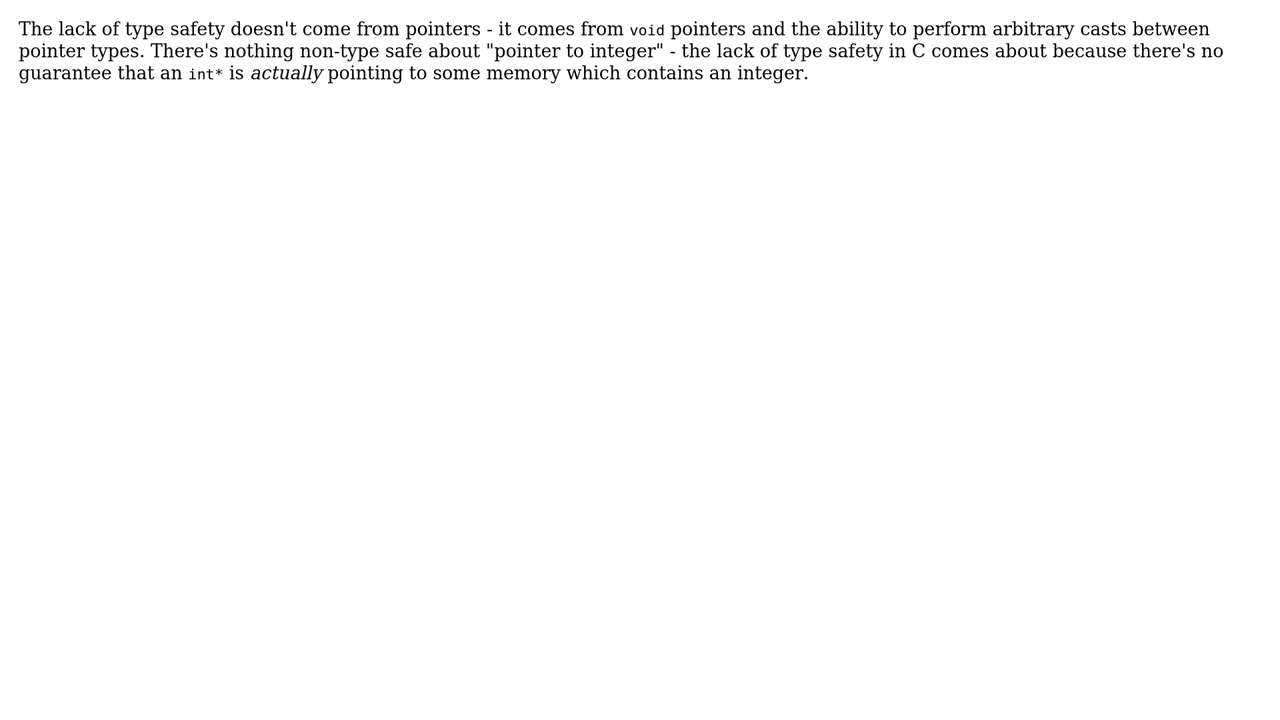 The lack of type safety doesn't come from pointers - it comes from void pointers and the ability to perform arbitrary casts between
pointer types. There's nothing non-type safe about "pointer to integer" - the lack of type safety in C comes about because there's no
guarantee that an int* is actually pointing to some memory which contains an integer.